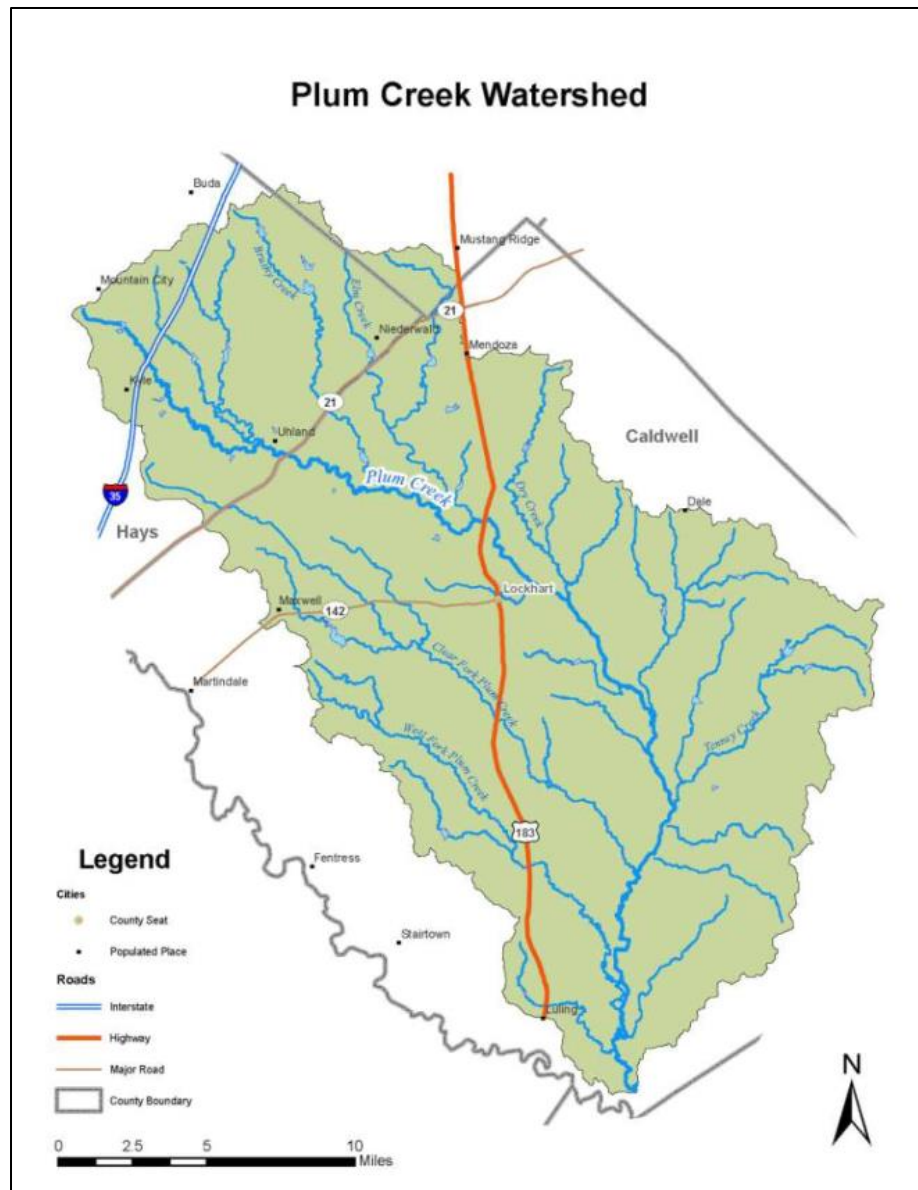 Plum Creek Watershed
Buda
Mustang Ridge
Mountain City
Brushy Creek
Elm Creek
21
Niederwald
Mendoza
Kyle
21
Uhland
Caldwell
Plum Creek
Dry Creek
Dale
35
Hays
Lockhart
Maxwell
142
Martindale
Clear Fork Plum Creek
Tenney Creek
West Fork Plum Creek
183
Legend
Fentress
Cities
County Seat
Stairtown
Populated Place
Roads
Interstate
Luling
Highway
Major Road
County Boundary
N
0 2.5 5 10
Miles